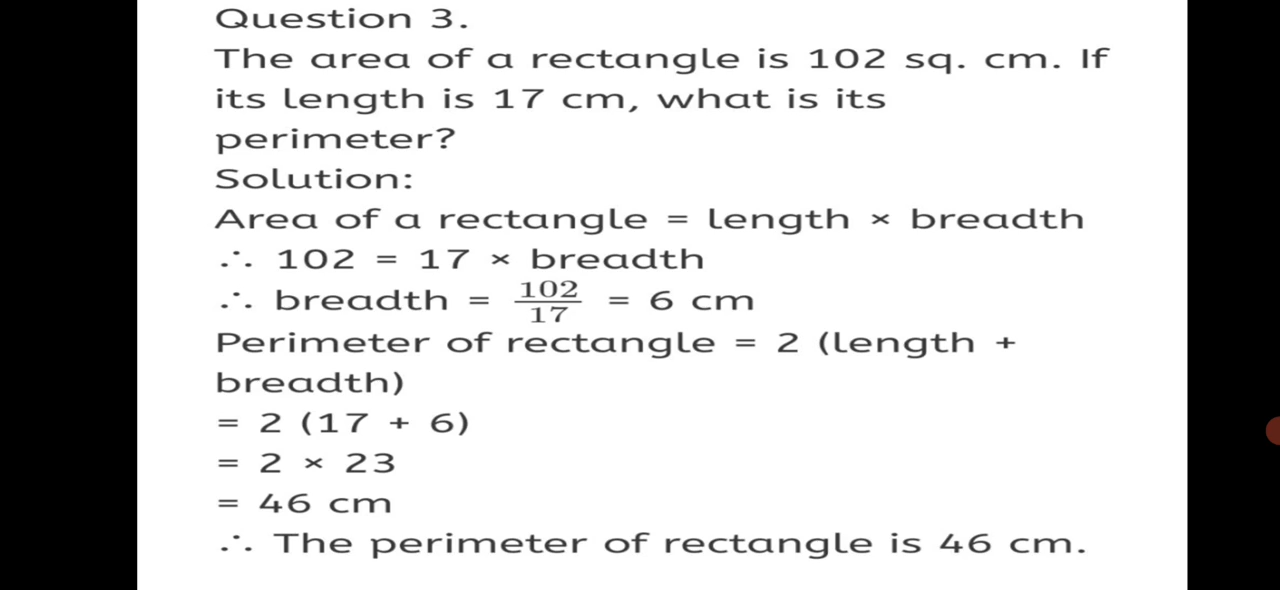 Question 3.
The area of a rectangle is 102 sq. cm. If
its length is 17 cm, what is its
perimeter?
Solution:
Area of a rectangle = length × breadth
∴ 102 = 17 × breadth
∴ breadth = 102/17 = 6 cm
Perimeter of rectangle = 2 (length +
breadth)
= 2 (17 + 6)
= 2 × 23
= 46 cm
∴ The perimeter of rectangle is 46 cm.